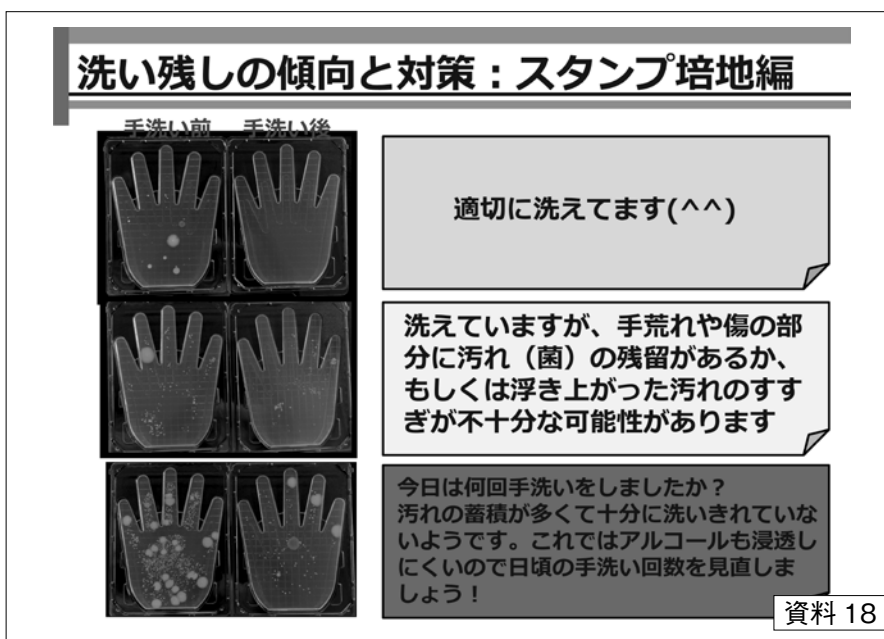 洗い残しの傾向と対策：スタンプ培地編
手洗い前 手洗い後
適切に洗えてます(^^)
洗えていますが、手荒れや傷の部
分に汚れ（菌）の残留があるか、
もしくは浮き上がった汚れのすす
ぎが不十分な可能性があります
今日は何回手洗いをしましたか？
汚れの蓄積が多くて十分に洗いきれていな
いようです。これではアルコールも浸透し
にくいので日頃の手洗い回数を見直しま
しょう！
資料 18